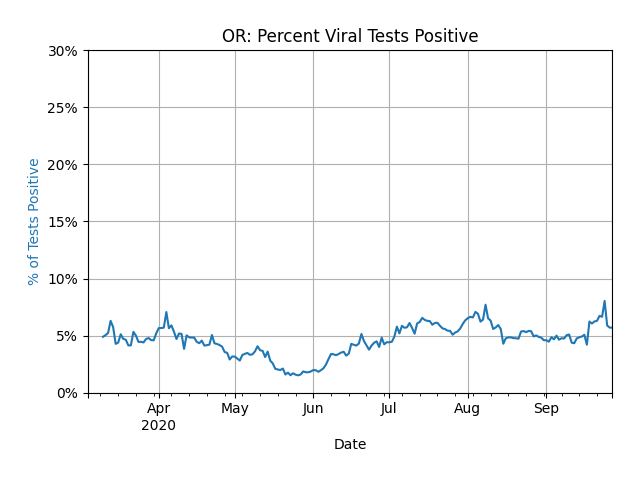 OR: Percent Viral Tests Positive
30%
25%
20%
15%
10%
5%
0%
% of Tests Positive
Apr
2020
May
Jun
Jul
Aug
Sep
Date